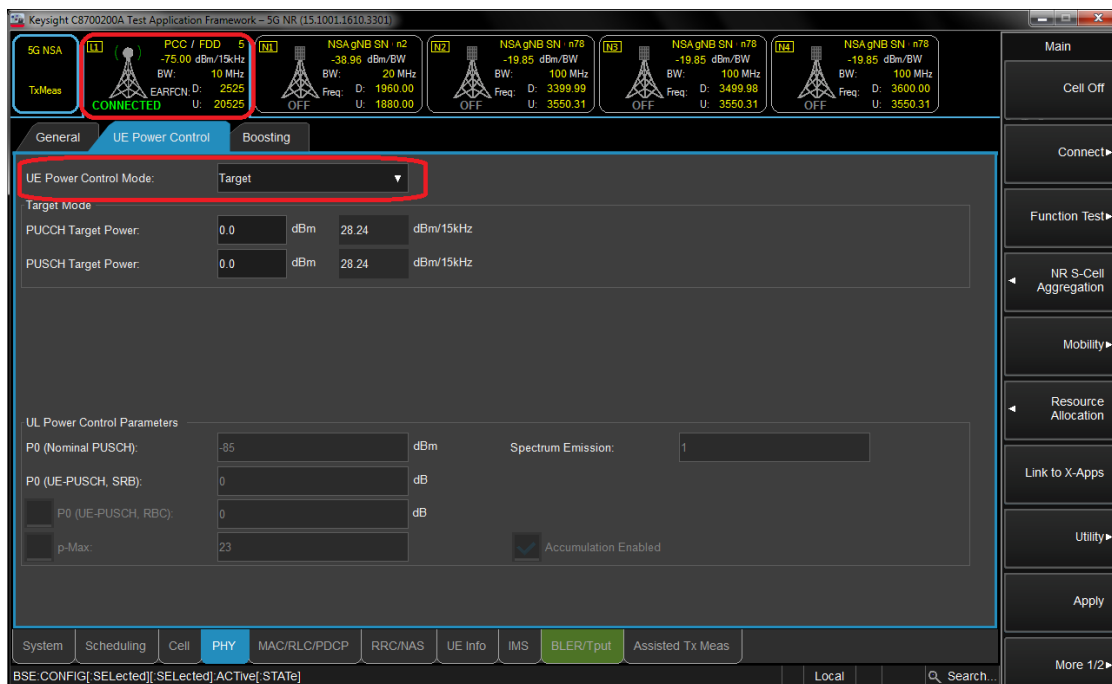 Keysight C8700200A Test Application Framework – 5G NR (15.1001.1610.3301)
5G NSA
TxMeas
L1
PCC / FDD 5
-75.00 dBm/15kHz
BW: 10 MHz
EARFCN: D: 2525
U: 20525
CONNECTED
N1
NSA gNB SN n2
-38.96 dBm/BW
BW: 20 MHz
Freq: D: 1960.00
U: 1880.00
OFF
N2
NSA gNB SN n78
-19.85 dBm/BW
BW: 100 MHz
Freq: D: 3399.99
U: 3550.31
OFF
N3
NSA gNB SN n78
-19.85 dBm/BW
BW: 100 MHz
Freq: D: 3499.98
U: 3550.31
OFF
N4
NSA gNB SN n78
-19.85 dBm/BW
BW: 100 MHz
Freq: D: 3600.00
U: 3550.31
OFF
General UE Power Control Boosting
UE Power Control Mode: Target
Target Mode
PUCCH Target Power: 0.0 dBm 28.24 dBm/15kHz
PUSCH Target Power: 0.0 dBm 28.24 dBm/15kHz
UL Power Control Parameters
P0 (Nominal PUSCH): -85 dBm Spectrum Emission: 1
P0 (UE-PUSCH, SRB): 0 dB
P0 (UE-PUSCH, RBC): 0 dB
p-Max: 23 Accumulation Enabled
System Scheduling Cell PHY MAC/RLC/PDCP RRC/NAS UE Info IMS BLER/Tput Assisted Tx Meas
BSE:CONFIG[:SELected][:SELected]:ACTive[:STATe] Local Search...
Main
Cell Off
Connect
Function Test
NR S-Cell
Aggregation
Mobility
Resource
Allocation
Link to X-Apps
Utility
Apply
More 1/2